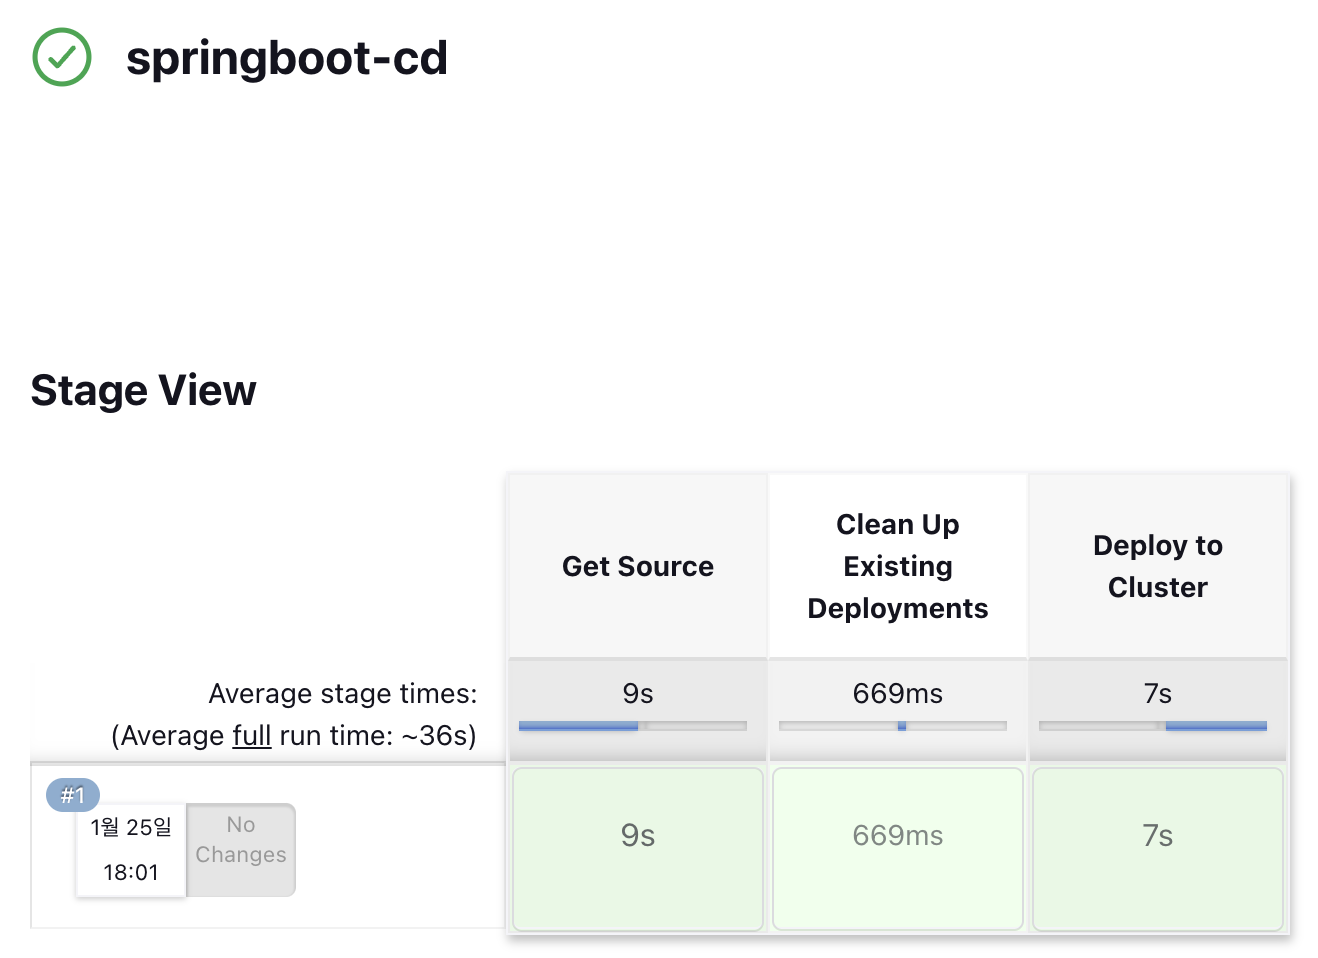 springboot-cd
Stage View
Get Source
Clean Up
Existing
Deployments
Deploy to
Cluster
Average stage times:
(Average full run time: ~36s)
9s
669ms
7s
#1
1월 25일
18:01
No
Changes
9s
669ms
7s